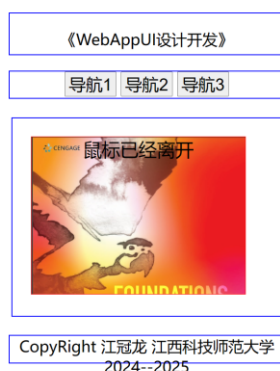 《WebAppUI设计开发》
导航1 导航2 导航3
CENGAGE
鼠标已经离开
FOUNDATIONS
CopyRight 江冠龙 江西科技师范大学
2024--2025